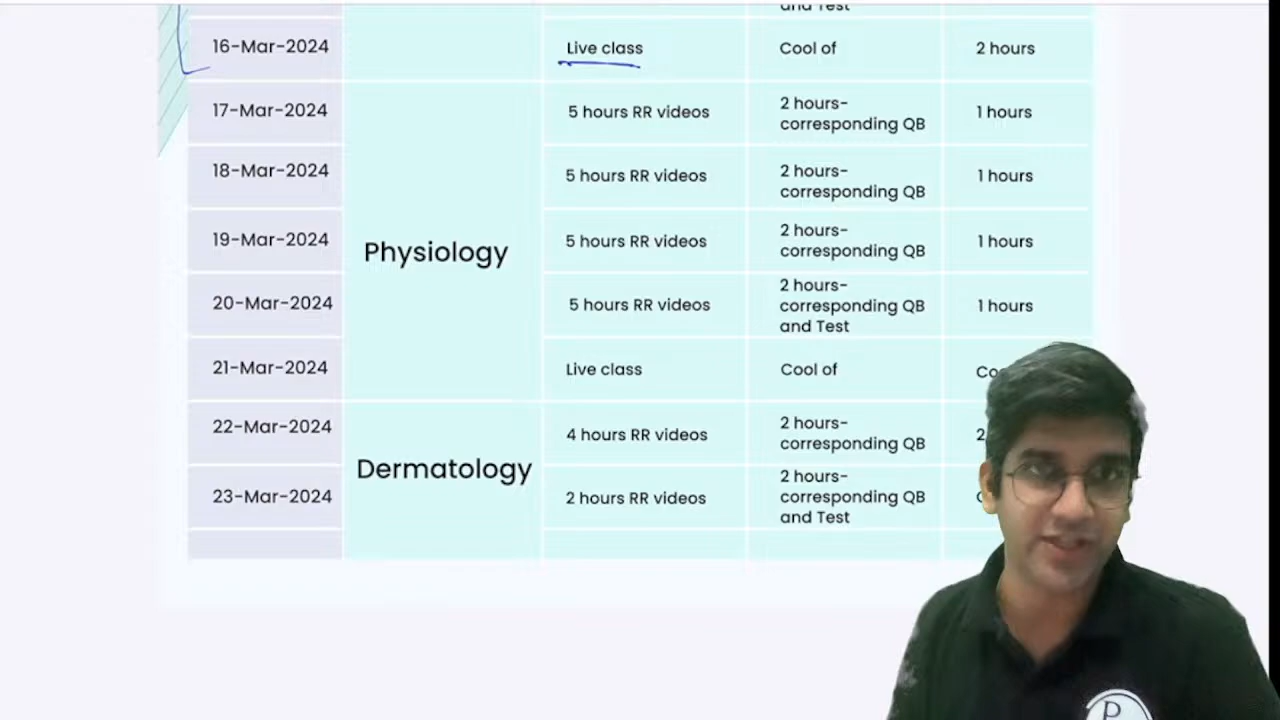 and Test
16-Mar-2024 Live class Cool of 2 hours
17-Mar-2024 5 hours RR videos 2 hours-
corresponding QB 1 hours
18-Mar-2024 5 hours RR videos 2 hours-
corresponding QB 1 hours
Physiology
19-Mar-2024 5 hours RR videos 2 hours-
corresponding QB 1 hours
20-Mar-2024 5 hours RR videos 2 hours-
corresponding QB
and Test 1 hours
21-Mar-2024 Live class Cool of
Dermatology
22-Mar-2024 4 hours RR videos 2 hours-
corresponding QB 2
23-Mar-2024 2 hours RR videos 2 hours-
corresponding QB
and Test
P